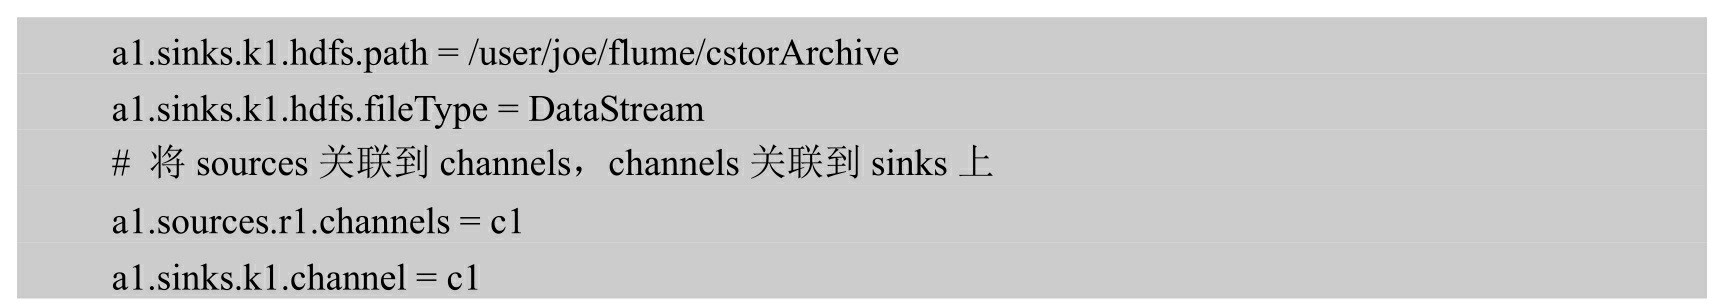 a1.sinks.k1.hdfs.path = /user/joe/flume/cstorArchive
a1.sinks.k1.hdfs.fileType = DataStream
# 将 sources 关联到 channels，channels 关联到 sinks 上
a1.sources.r1.channels = c1
a1.sinks.k1.channel = c1